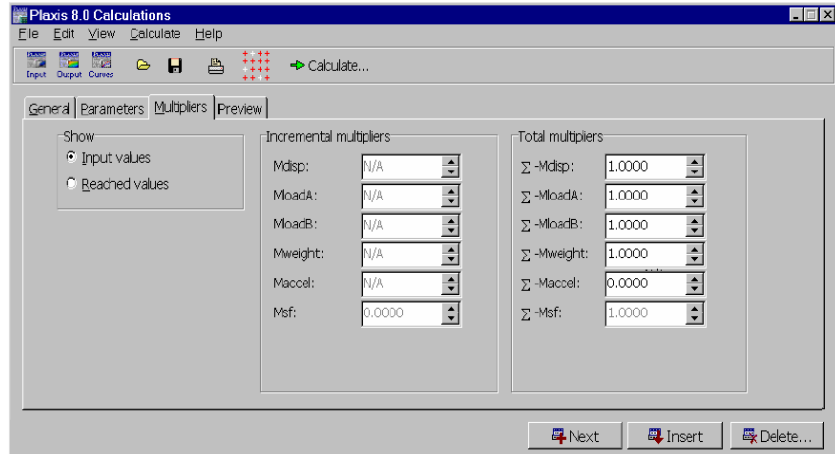 Plaxis 8.0 Calculations
File Edit View Calculate Help
Input Output Curves Calculate...
General Parameters Multipliers Preview
Show
Input values
Reached values
Incremental multipliers
Mdisp: N/A
MloadA: N/A
MloadB: N/A
Mweight: N/A
Maccel: N/A
Msf: 0.0000
Total multipliers
Σ -Mdisp: 1.0000
Σ -MloadA: 1.0000
Σ -MloadB: 1.0000
Σ -Mweight: 1.0000
Σ -Maccel: 0.0000
Σ -Msf: 1.0000
Next Insert Delete...